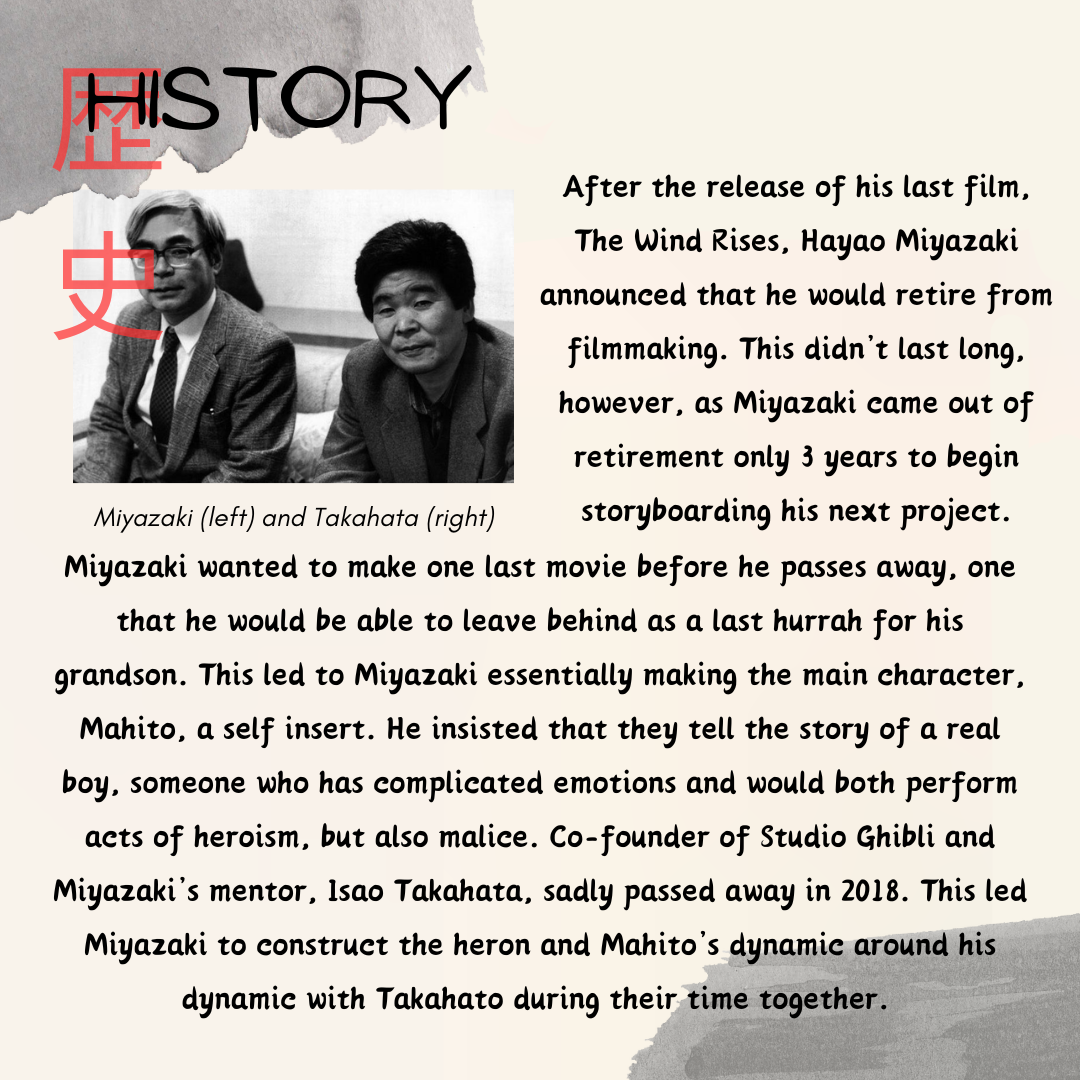 歴史
HISTORY
After the release of his last film,
The Wind Rises, Hayao Miyazaki
announced that he would retire from
filmmaking. This didn't last long,
however, as Miyazaki came out of
retirement only 3 years to begin
storyboarding his next project.
Miyazaki (left) and Takahata (right)
Miyazaki wanted to make one last movie before he passes away, one
that he would be able to leave behind as a last hurrah for his
grandson. This led to Miyazaki essentially making the main character,
Mahito, a self insert. He insisted that they tell the story of a real
boy, someone who has complicated emotions and would both perform
acts of heroism, but also malice. Co-founder of Studio Ghibli and
Miyazaki's mentor, Isao Takahata, sadly passed away in 2018. This led
Miyazaki to construct the heron and Mahito's dynamic around his
dynamic with Takahato during their time together.